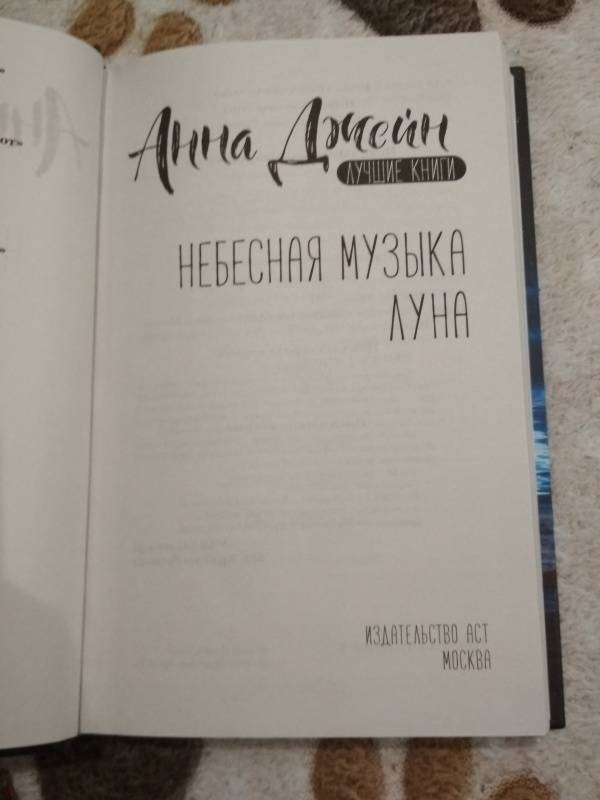 Анна Джейн
ЛУЧШИЕ КНИГИ
НЕБЕСНАЯ МУЗЫКА
ЛУНА
ИЗДАТЕЛЬСТВО АСТ
МОСКВА